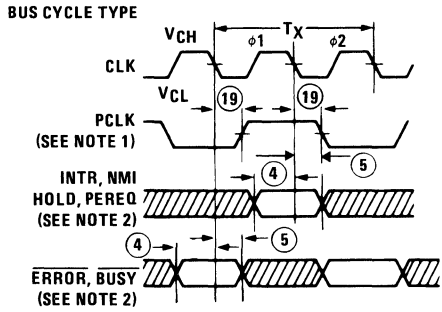 BUS CYCLE TYPE
VCH
TX
ϕ1
ϕ2
CLK
VCL
19
19
PCLK
(SEE NOTE 1)
5
4
INTR, NMI
HOLD, PEREQ
(SEE NOTE 2)
4
5
ERROR, BUSY
(SEE NOTE 2)